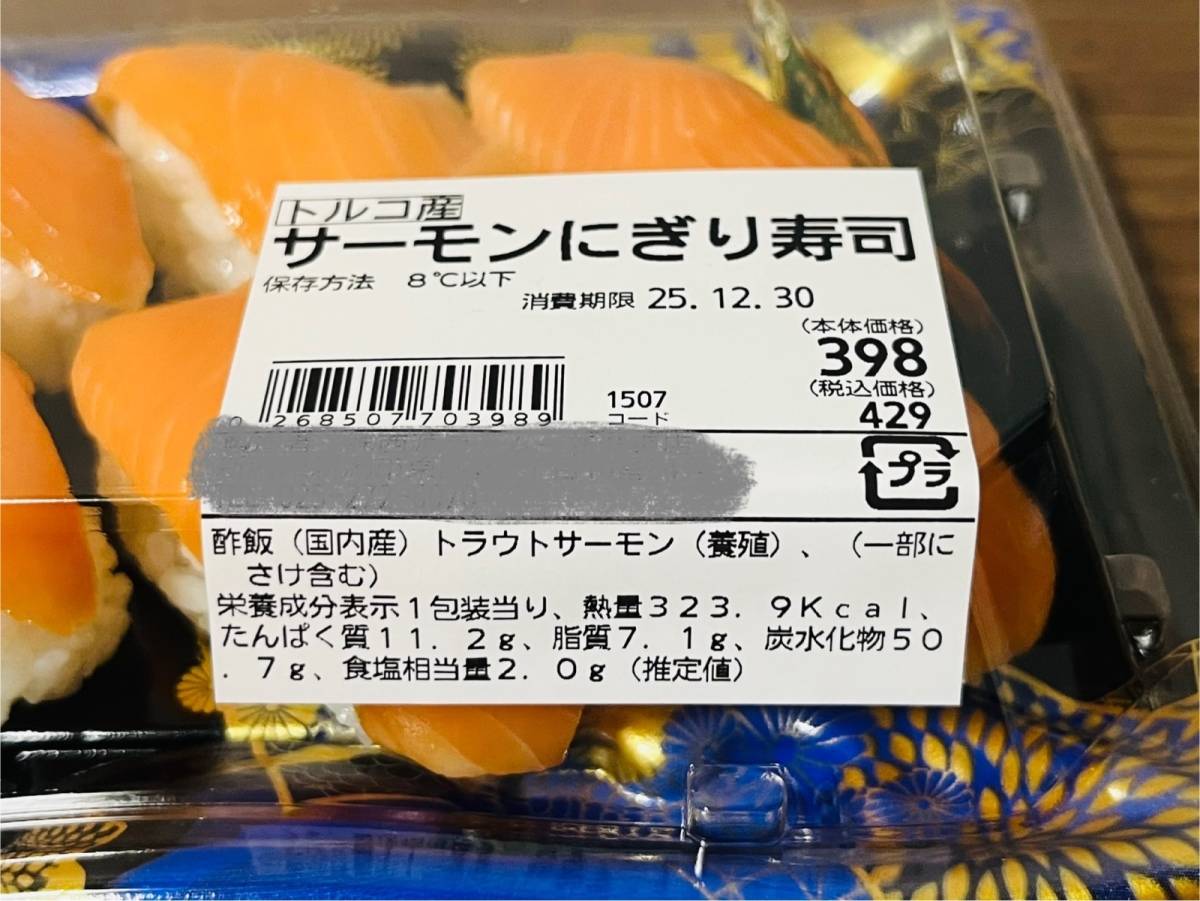 トルコ産
サーモンにぎり寿司
保存方法 8℃以下
消費期限 25.12.30
(本体価格)
398
(税込価格)
429
0 268507 703989
1507
コード
プラ
酢飯(国内産)トラウトサーモン(養殖)、(一部に
さけ含む)
栄養成分表示1包装当り、熱量323.9Kcal、
たんぱく質11.2g、脂質7.1g、炭水化物50
.7g、食塩相当量2.0g(推定値)